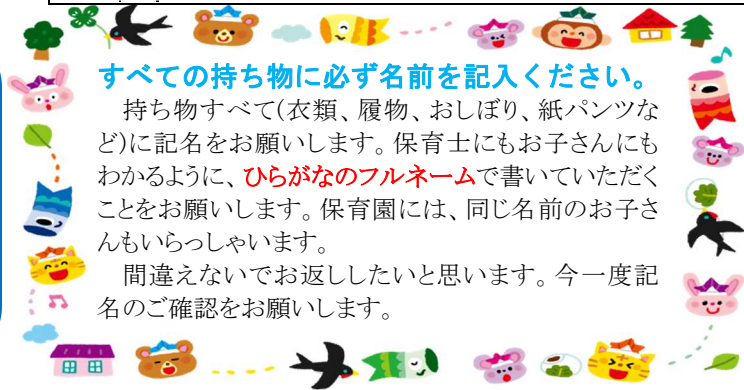 すべての持ち物に必ず名前を記入ください。
　持ち物すべて(衣類、履物、おしぼり、紙パンツな
ど)に記名をお願いします。保育士にもお子さんにも
わかるように、ひらがなのフルネームで書いていただく
ことをお願いします。保育園には、同じ名前のお子さ
んもいらっしゃいます。
　間違えないでお返ししたいと思います。今一度記
名のご確認をお願いします。